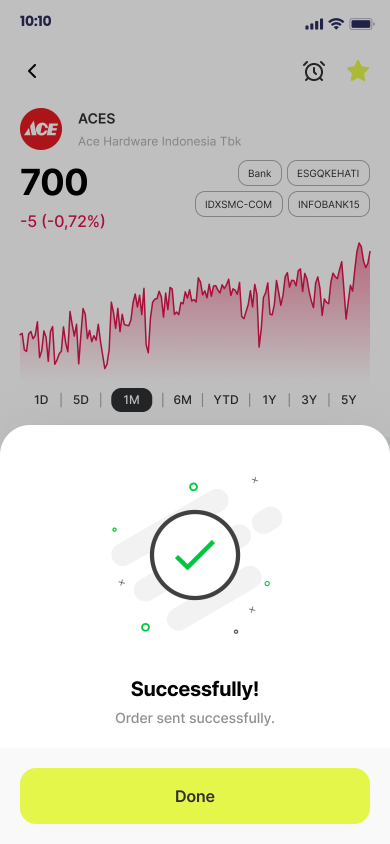 10:10
ACE
ACES
Ace Hardware Indonesia Tbk
700
-5 (-0,72%)
Bank
ESGQKEHATI
IDXSMC-COM
INFOBANK15
1D | 5D | 1M | 6M | YTD | 1Y | 3Y | 5Y
Successfully!
Order sent successfully.
Done